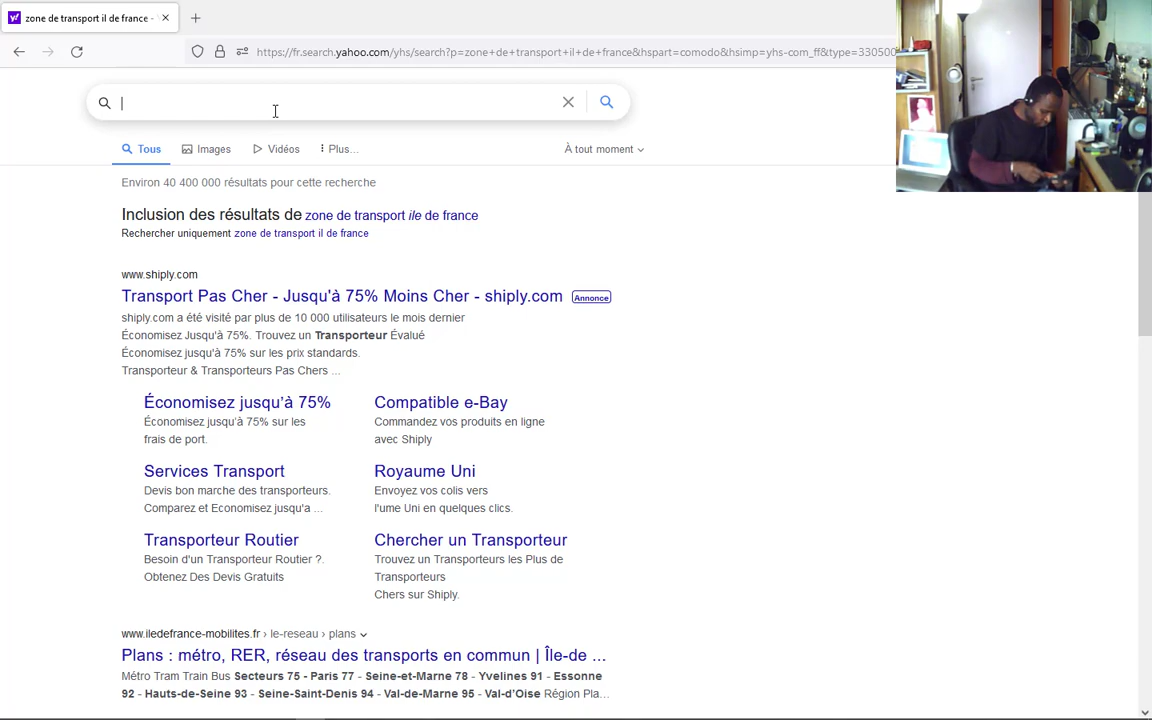 zone de transport il de france -
https://fr.search.yahoo.com/yhs/search?p=zone+de+transport+il+de+france&hspart=comodo&hsimp=yhs-com_ff&type=330500
Tous Images Vidéos Plus... À tout moment
Environ 40 400 000 résultats pour cette recherche
Inclusion des résultats de zone de transport ile de france
Rechercher uniquement zone de transport il de france
www.shiply.com
Transport Pas Cher - Jusqu'à 75% Moins Cher - shiply.com Annonce
shiply.com a été visité par plus de 10 000 utilisateurs le mois dernier
Économisez Jusqu'à 75%. Trouvez un Transporteur Évalué
Économisez jusqu'à 75% sur les prix standards.
Transporteur & Transporteurs Pas Chers ...
Économisez jusqu'à 75%
Économisez jusqu'à 75% sur les
frais de port.
Compatible e-Bay
Commandez vos produits en ligne
avec Shiply
Services Transport
Devis bon marche des transporteurs.
Comparez et Economisez jusqu'a ...
Royaume Uni
Envoyez vos colis vers
l'ume Uni en quelques clics.
Transporteur Routier
Besoin d'un Transporteur Routier ?.
Obtenez Des Devis Gratuits
Chercher un Transporteur
Trouvez un Transporteurs les Plus de
Transporteurs
Chers sur Shiply.
www.iledefrance-mobilites.fr › le-reseau › plans
Plans : métro, RER, réseau des transports en commun | Île-de ...
Métro Tram Train Bus Secteurs 75 - Paris 77 - Seine-et-Marne 78 - Yvelines 91 - Essonne
92 - Hauts-de-Seine 93 - Seine-Saint-Denis 94 - Val-de-Marne 95 - Val-d'Oise Région Pla...